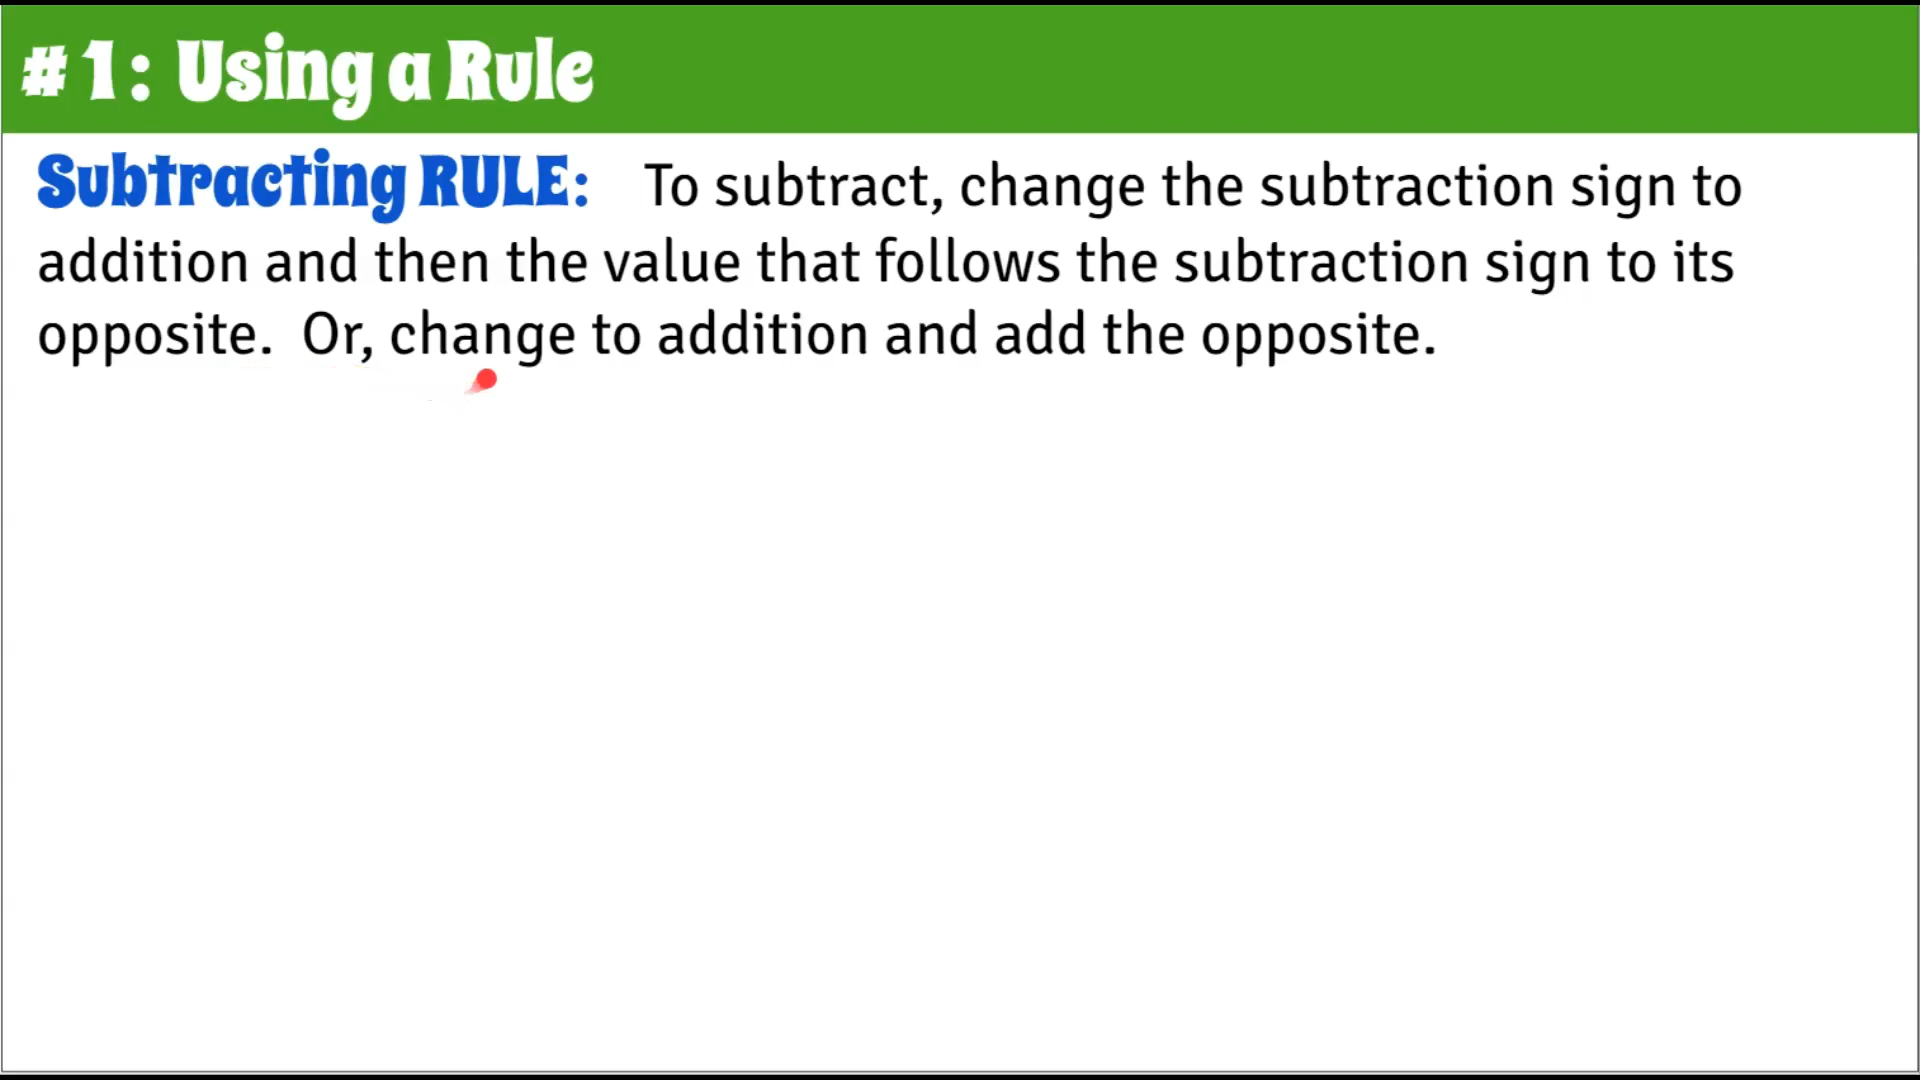 #1: Using a Rule
Subtracting RULE: To subtract, change the subtraction sign to
addition and then the value that follows the subtraction sign to its
opposite. Or, change to addition and add the opposite.